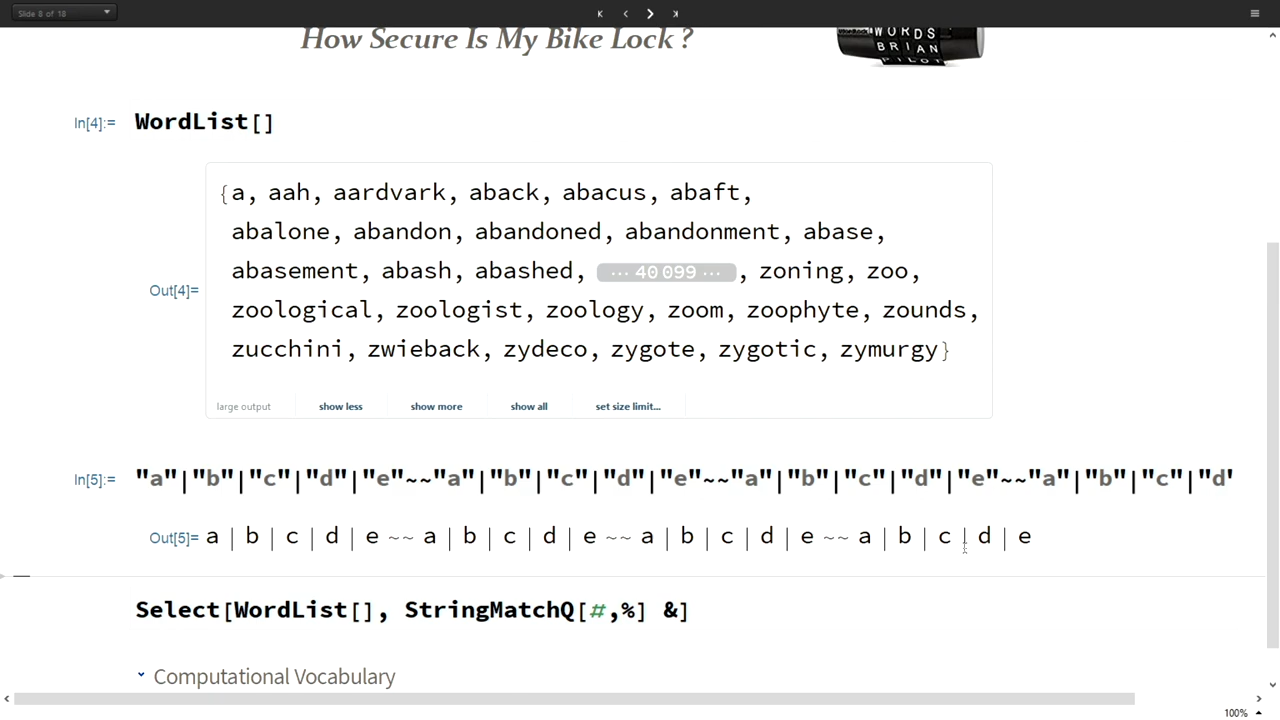 Slide 8 of 18
How Secure Is My Bike Lock ?
WORDS
BRIAN
PILOT
In[4]:= WordList[]
{a, aah, aardvark, aback, abacus, abaft,
abalone, abandon, abandoned, abandonment, abase,
abasement, abash, abashed, ··· 40 099 ··· , zoning, zoo,
Out[4]=
zoological, zoologist, zoology, zoom, zoophyte, zounds,
zucchini, zwieback, zydeco, zygote, zygotic, zymurgy}
large output show less show more show all set size limit...
In[5]:= "a"|"b"|"c"|"d"|"e"~~"a"|"b"|"c"|"d"|"e"~~"a"|"b"|"c"|"d"|"e"~~"a"|"b"|"c"|"d"
Out[5]= a | b | c | d | e ~~ a | b | c | d | e ~~ a | b | c | d | e ~~ a | b | c | d | e
Select[WordList[], StringMatchQ[#,%] &]
Computational Vocabulary
100%